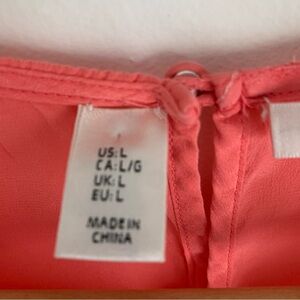 US: L
CA: L/G
UK: L
EU: L
MADE IN
CHINA